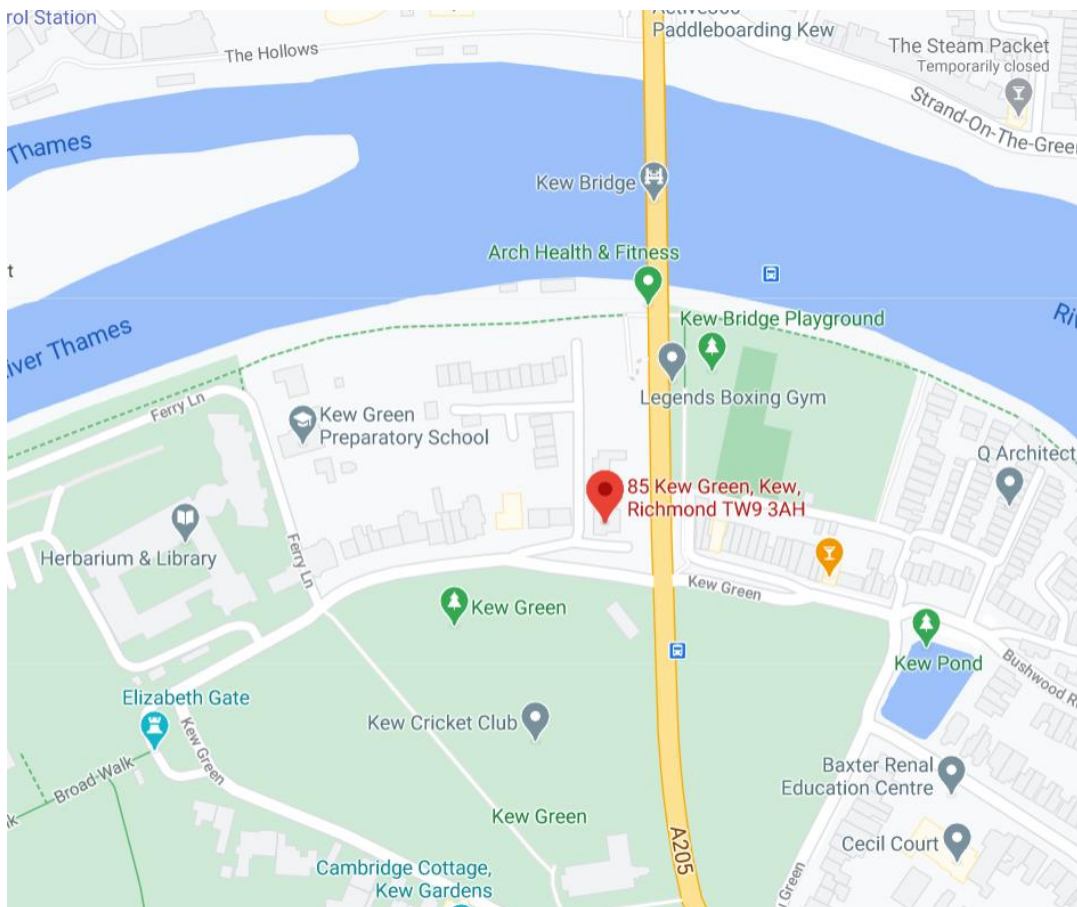 rol Station
The Hollows
Paddleboarding Kew
The Steam Packet
Temporarily closed
Strand-On-The-Green
Thames
Kew Bridge
Arch Health & Fitness
t
River Thames
Riv
Kew Bridge Playground
Legends Boxing Gym
Ferry Ln
Kew Green
Preparatory School
Q Architect
85 Kew Green, Kew,
Richmond TW9 3AH
Herbarium & Library
Ferry Ln
Kew Green
Kew Green
Kew Pond
Bushwood R
Elizabeth Gate
Kew Green
Kew Cricket Club
Broad Walk
Baxter Renal
Education Centre
Kew Green
A205
Cecil Court
Cambridge Cottage,
Kew Gardens
Green